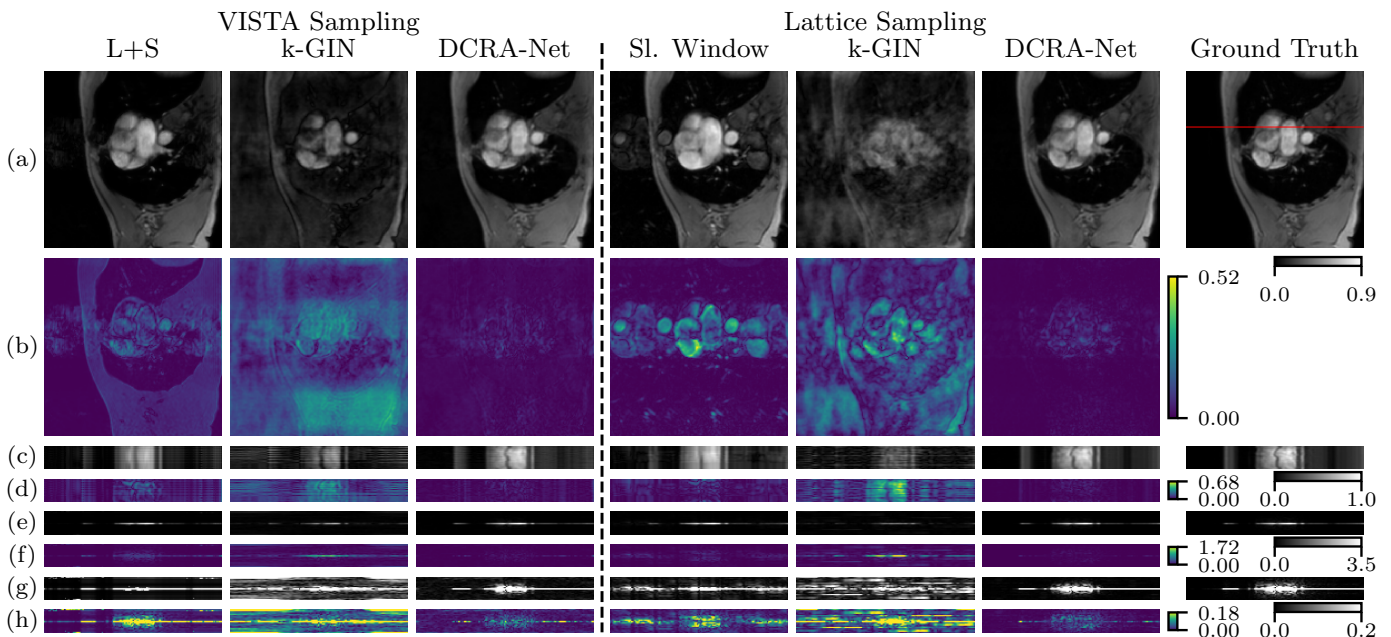 VISTA Sampling
Lattice Sampling
L+S
k-GIN
DCRA-Net
Sl. Window
k-GIN
DCRA-Net
Ground Truth
(a)
(b)
0.52
0.00
0.0
0.9
(c)
(d)
0.68
0.00
0.0
1.0
(e)
(f)
1.72
0.00
0.0
3.5
(g)
(h)
0.18
0.00
0.0
0.2